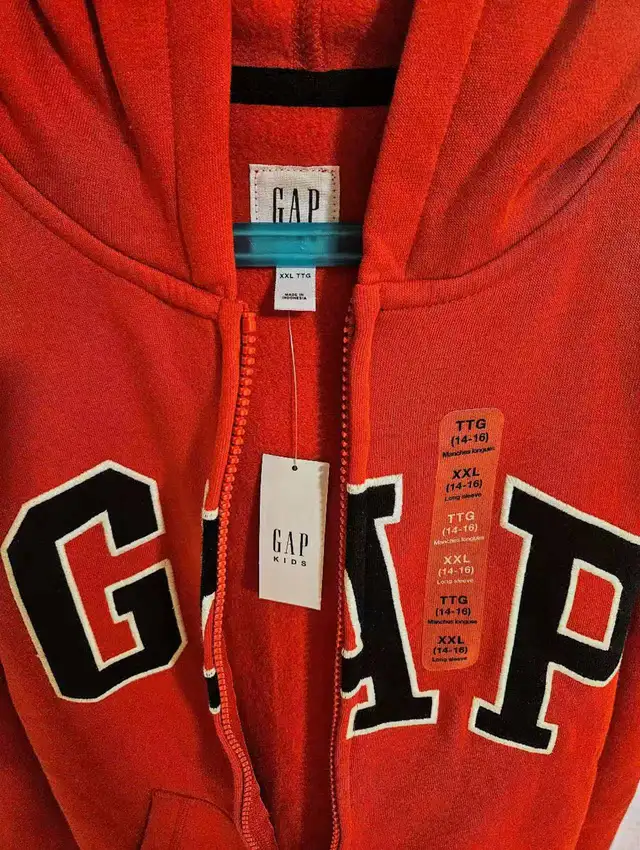 GAP
XXL TTG
MADE IN
INDONESIA
GAP
KIDS
GAP
TTG
(14-16)
Manches longues
XXL
(14-16)
Long sleeve
TTG
(14-16)
Manches longues
XXL
(14-16)
Long sleeve
TTG
(14-16)
Manches longues
XXL
(14-16)
Long sleeve